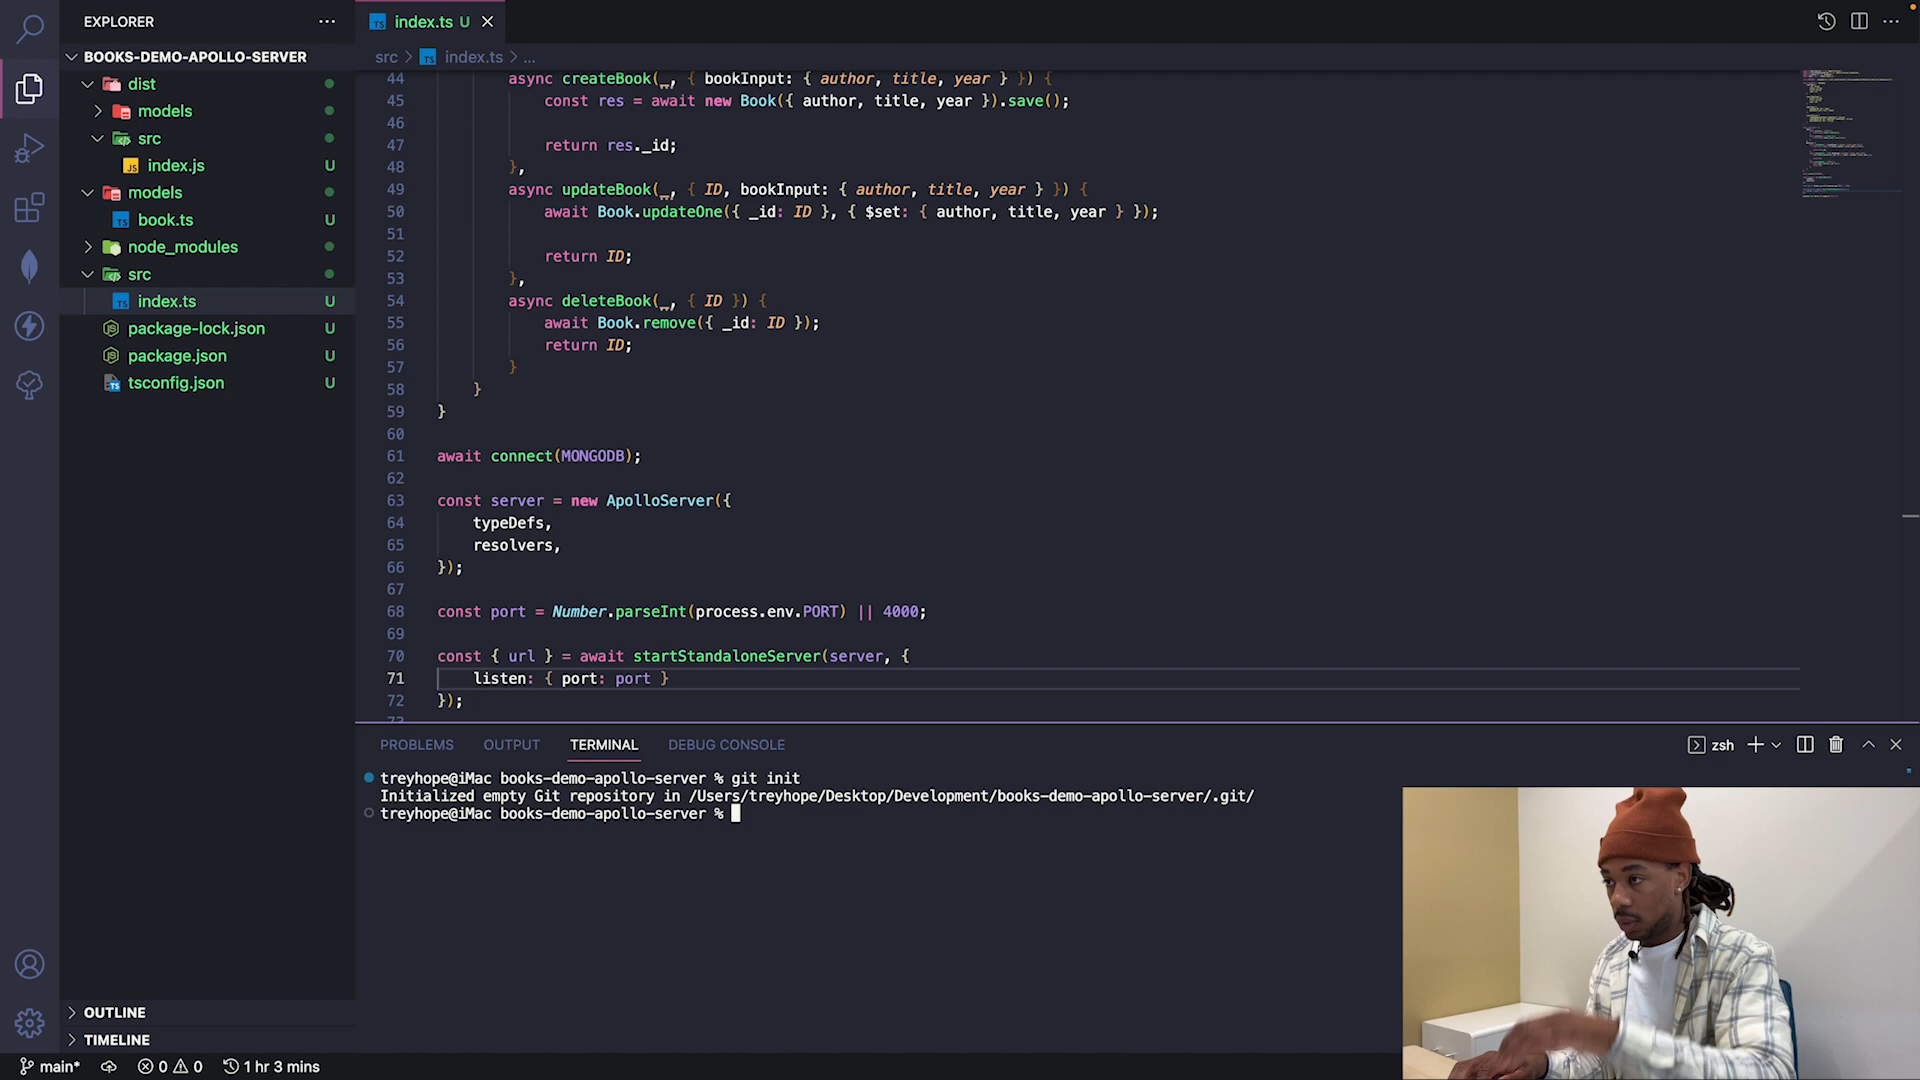 EXPLORER
BOOKS-DEMO-APOLLO-SERVER
dist
models
src
JS index.js U
models
TS book.ts U
node_modules
src
TS index.ts U
package-lock.json U
package.json U
TS tsconfig.json U
OUTLINE
TIMELINE
TS index.ts U
src > TS index.ts > ...
44 async createBook(_, { bookInput: { author, title, year } }) {
45 const res = await new Book({ author, title, year }).save();
46
47 return res._id;
48 },
49 async updateBook(_, { ID, bookInput: { author, title, year } }) {
50 await Book.updateOne({ _id: ID }, { $set: { author, title, year } });
51
52 return ID;
53 },
54 async deleteBook(_, { ID }) {
55 await Book.remove({ _id: ID });
56 return ID;
57 }
58 }
59 }
60
61 await connect(MONGODB);
62
63 const server = new ApolloServer({
64 typeDefs,
65 resolvers,
66 });
67
68 const port = Number.parseInt(process.env.PORT) || 4000;
69
70 const { url } = await startStandaloneServer(server, {
71 listen: { port: port }
72 });
PROBLEMS OUTPUT TERMINAL DEBUG CONSOLE
zsh
treyhope@iMac books-demo-apollo-server % git init
Initialized empty Git repository in /Users/treyhope/Desktop/Development/books-demo-apollo-server/.git/
treyhope@iMac books-demo-apollo-server %
main* 0 0 1 hr 3 mins